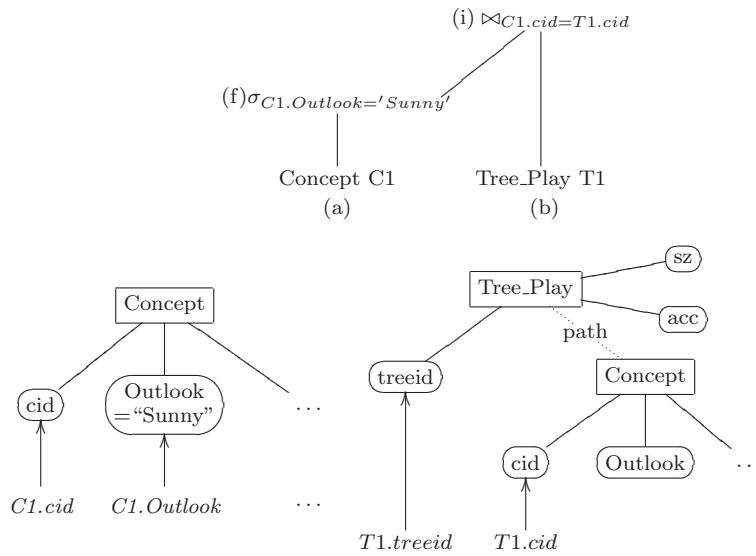 (i) ⋈C1.cid=T1.cid
(f)σC1.Outlook='Sunny'
Concept C1
Tree_Play T1
(a)
(b)
sz
Tree_Play
Concept
acc
path
treeid
Concept
cid
Outlook
="Sunny"
...
cid
Outlook
..
C1.cid
C1.Outlook
...
T1.treeid
T1.cid